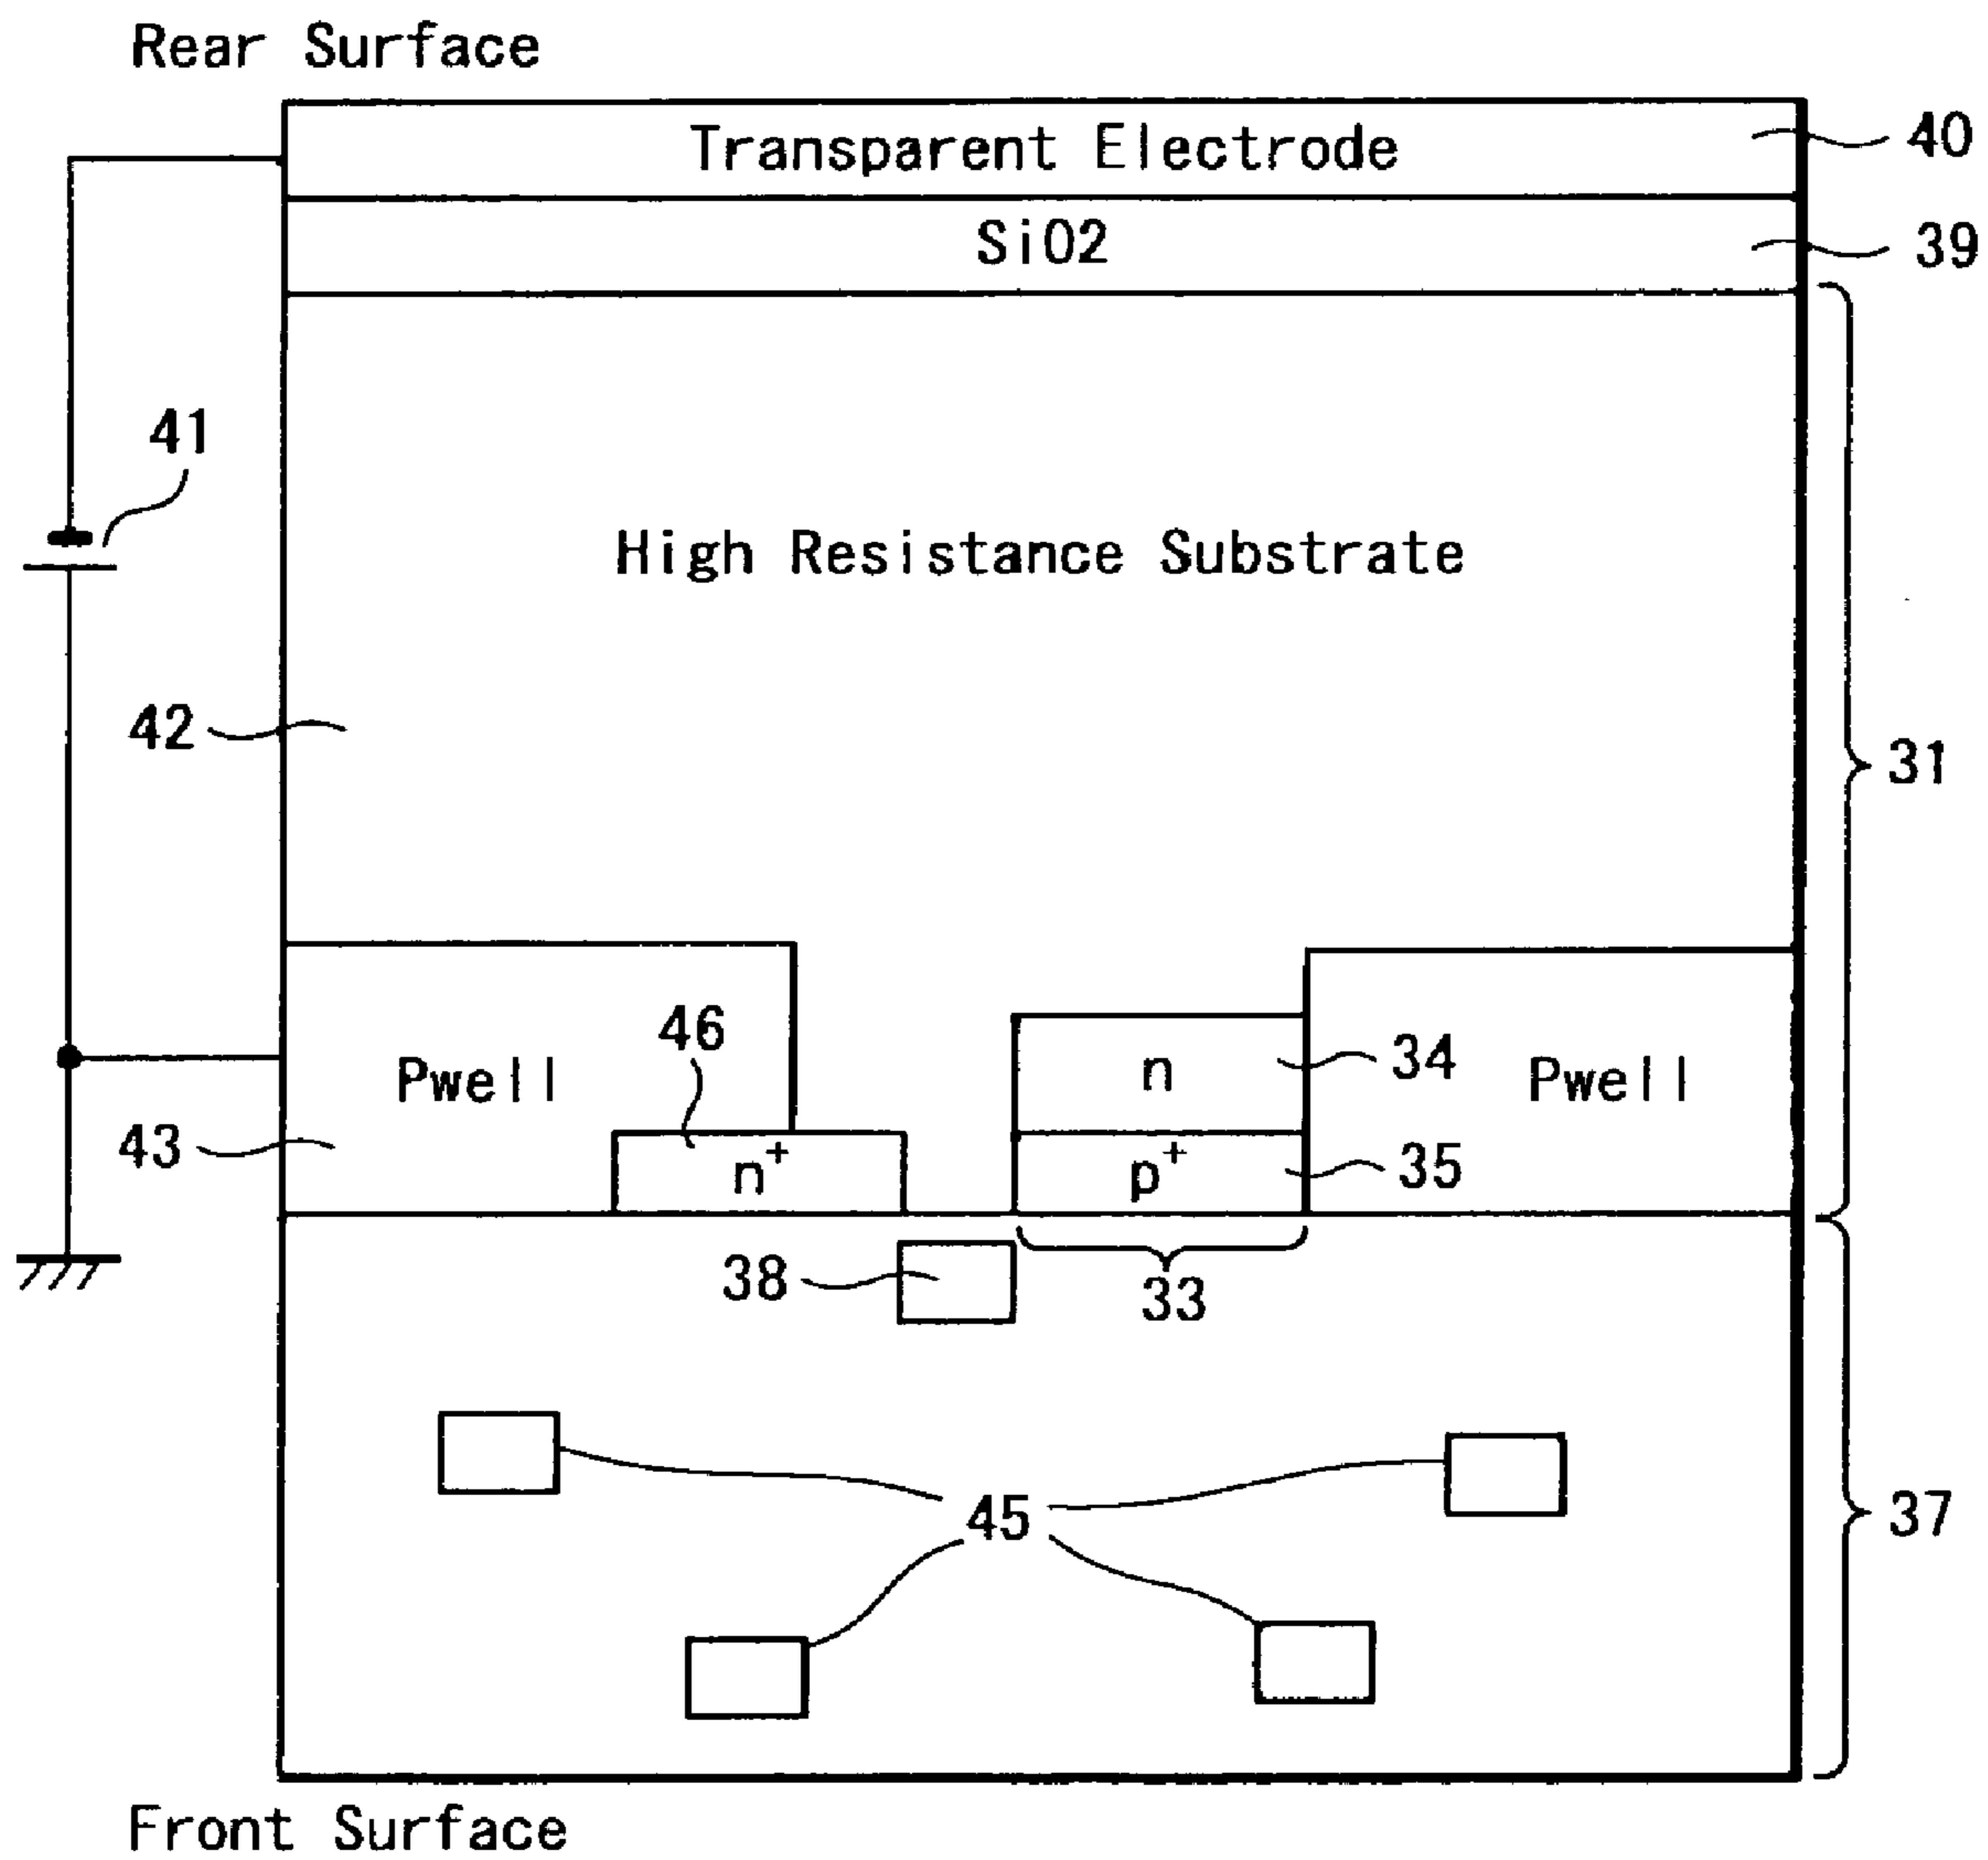 Rear Surface
Transparent Electrode
40
SiO2
39
41
High Resistance Substrate
42
31
46
n
34
Pwell
Pwell
43
n+
p+
35
38
33
45
37
Front Surface